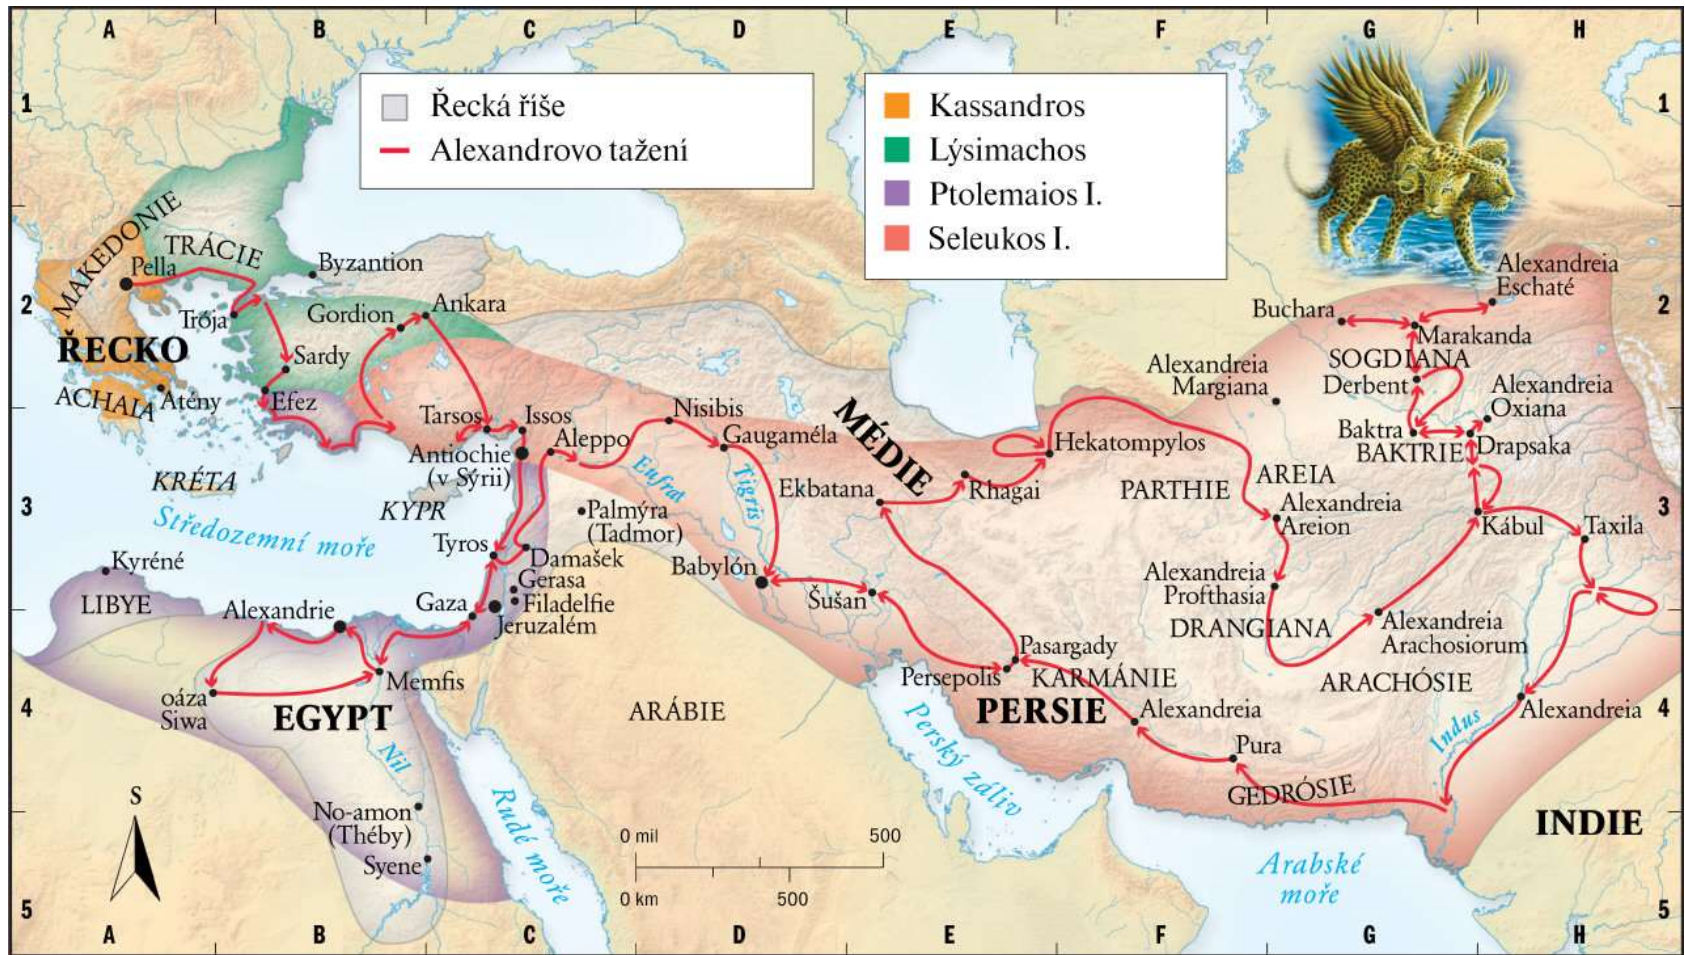 A B C D E F G H
1 1
Řecká říše
Alexandrovo tažení
Kassandros
Lýsimachos
Ptolemaios I.
Seleukos I.
MAKEDONIE
TRÁCIE
Pella
Byzantion
Alexandreia
Eschaté
2 2
Trója
Gordion
Ankara
Buchara
Marakanda
ŘECKO
Sardy
SOGDIANA
Alexandreia
Margiana
Derbent
Alexandreia
Oxiana
ACHAIA
Atény
Efez
Tarsos
Issos
Nisibis
MÉDIE
Baktra
BAKTRIE
Drapsaka
Aleppo
Gaugaméla
Hekatompylos
Antiochie
(v Sýrii)
KRÉTA
KYPR
Eufrat
Tigris
Ekbatana
Rhagai
PARTHIE
AREIA
3 3
Středozemní moře
Palmýra
(Tadmor)
Alexandreia
Areion
Kábul
Taxila
Kyréné
Tyros
Damašek
Babylón
Gerasa
Alexandreia
Profthasia
LIBYE
Alexandrie
Gaza
Filadelfie
Jeruzalém
Šušan
DRANGIANA
Alexandreia
Arachosiorum
Pasargady
oáza
Siwa
Memfis
Persepolis
KARMÁNIE
ARACHÓSIE
4 4
EGYPT
ARÁBIE
PERSIE
Alexandreia
Alexandreia
Nil
Perský záliv
Pura
Indus
GEDRÓSIE
S
No-amon
(Théby)
Rudé moře
0 mil 500
INDIE
Syene
0 km 500
Arabské
moře
5 5
A B C D E F G H